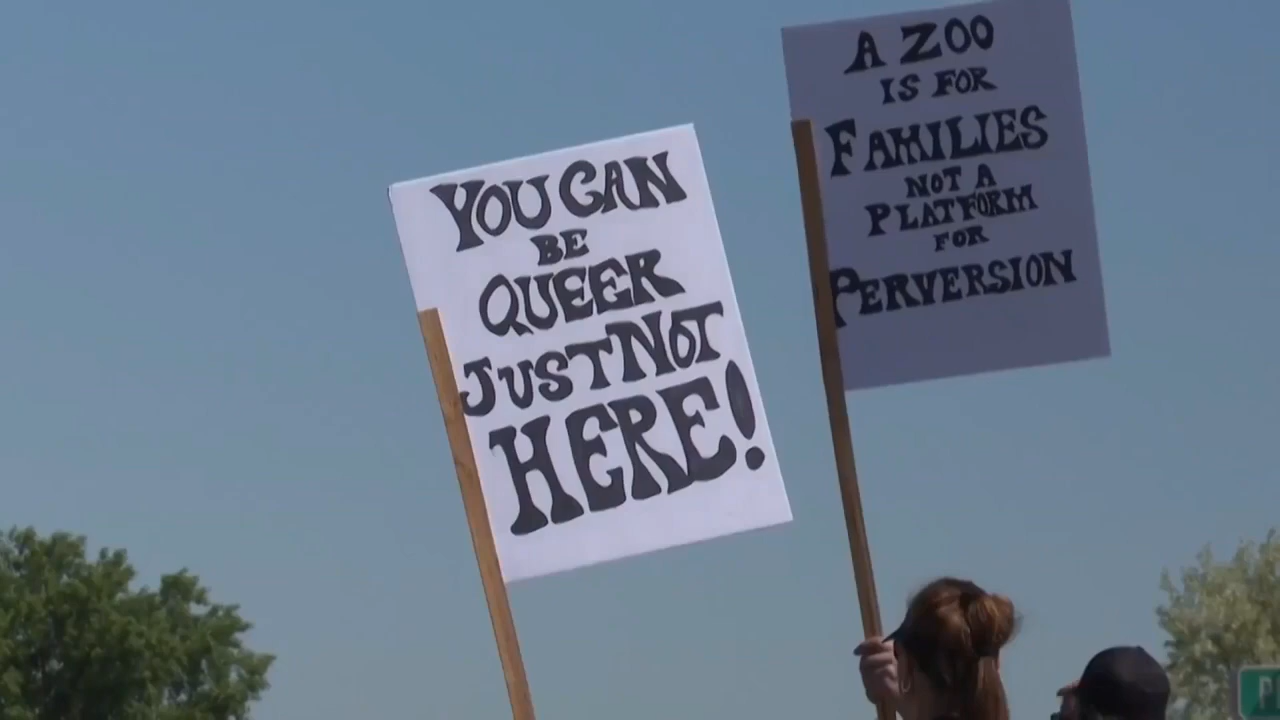 YOU CAN
BE
QUEER
JUST NOT
HERE!
A ZOO
IS FOR
FAMILIES
NOT A
PLATFORM
FOR
PERVERSION